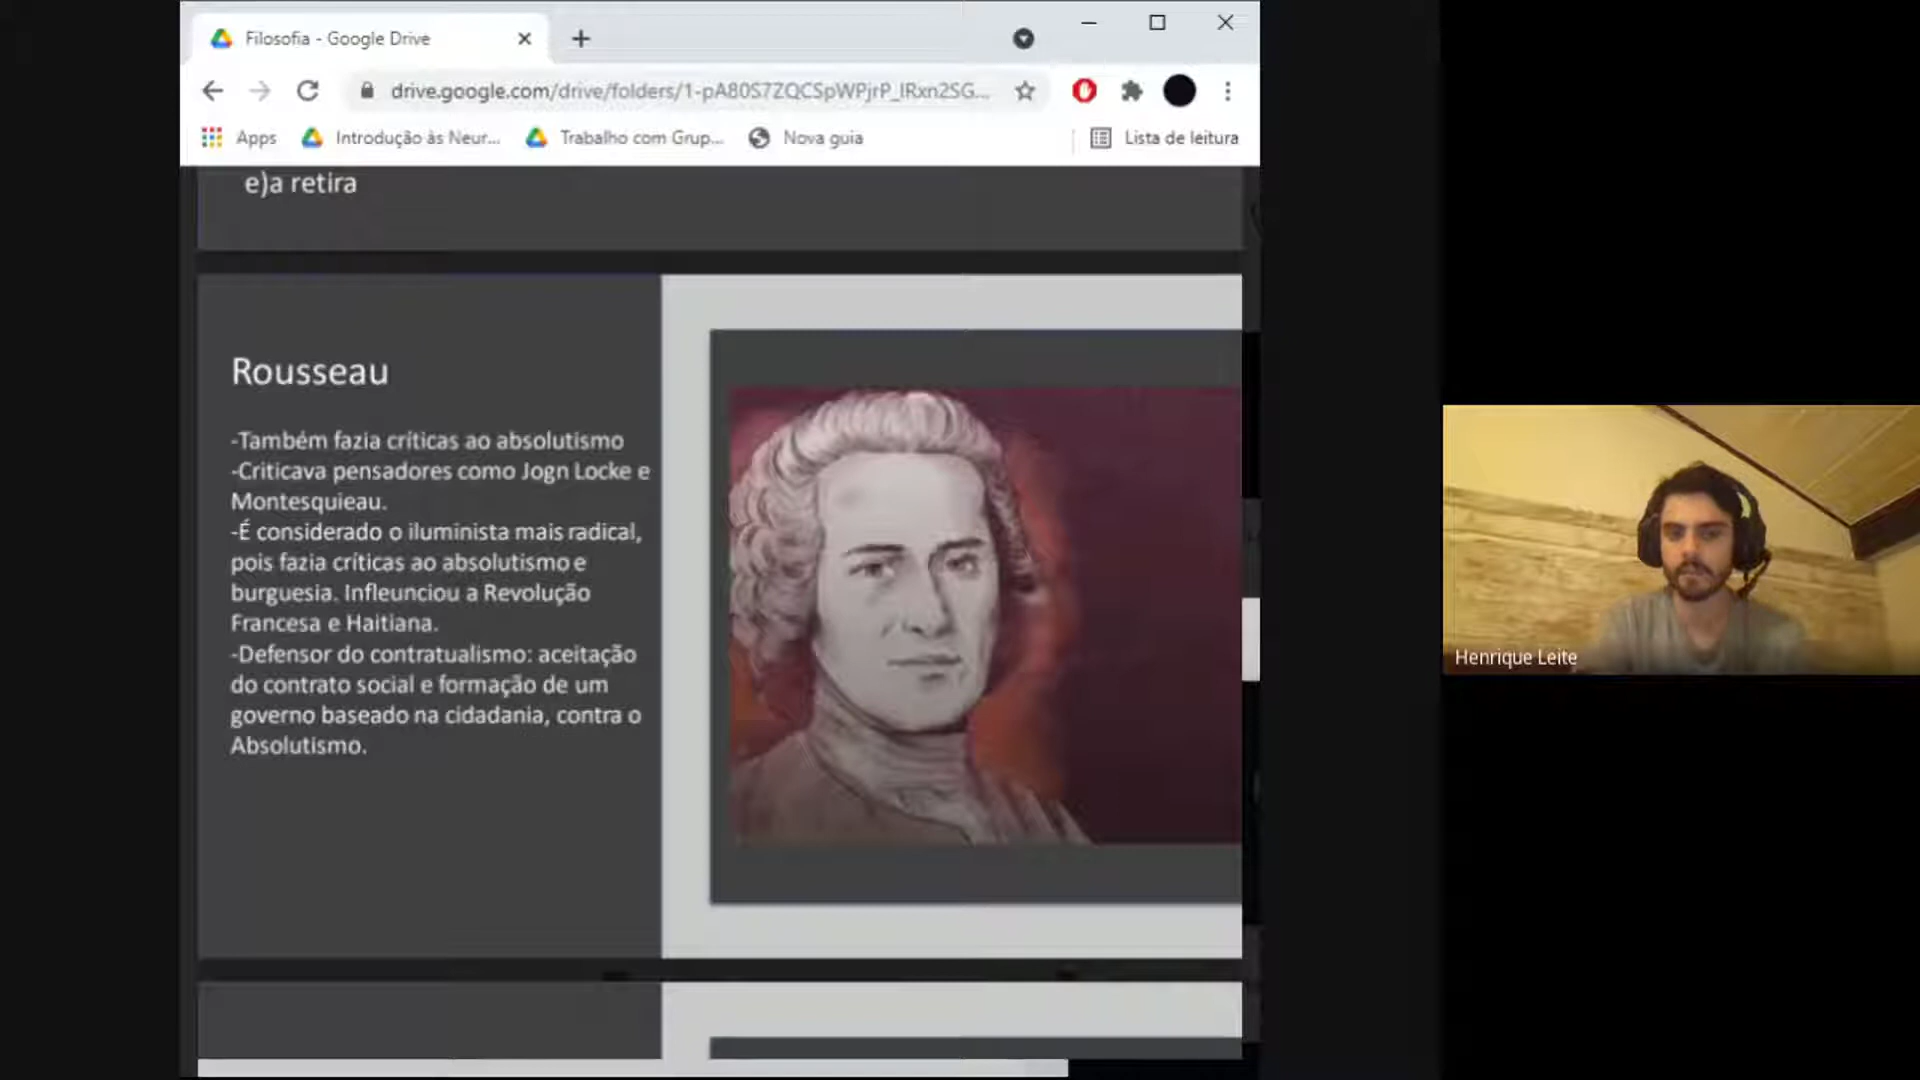 Filosofia - Google Drive
drive.google.com/drive/folders/1-pA80S7ZQCSpWPjrP_lRxn2SG...
Apps
Introdução às Neur...
Trabalho com Grup...
Nova guia
Lista de leitura
e)a retira
Rousseau
-Também fazia críticas ao absolutismo
-Criticava pensadores como Jogn Locke e
Montesquieau.
-É considerado o iluminista mais radical,
pois fazia críticas ao absolutismo e
burguesia. Infleunciou a Revolução
Francesa e Haitiana.
-Defensor do contratualismo: aceitação
do contrato social e formação de um
governo baseado na cidadania, contra o
Absolutismo.
Henrique Leite